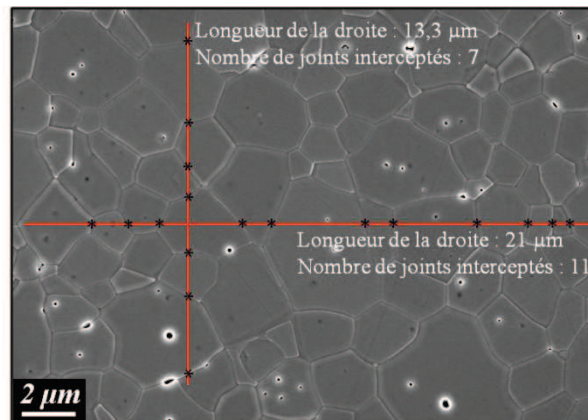 Longueur de la droite : 13,3 µm
Nombre de joints interceptés : 7
Longueur de la droite : 21 µm
Nombre de joints interceptés : 11
2 µm